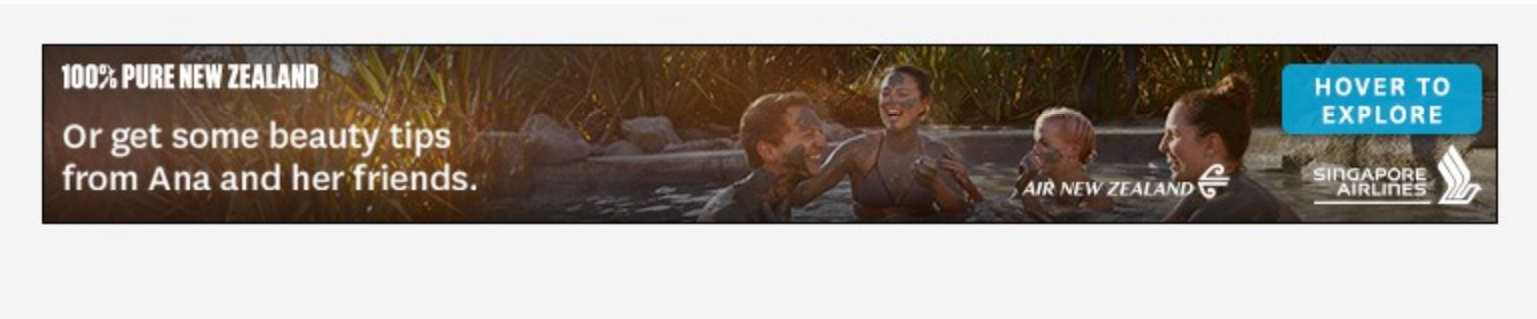 100% PURE NEW ZEALAND
Or get some beauty tips
from Ana and her friends.
HOVER TO
EXPLORE
AIR NEW ZEALAND
SINGAPORE
AIRLINES